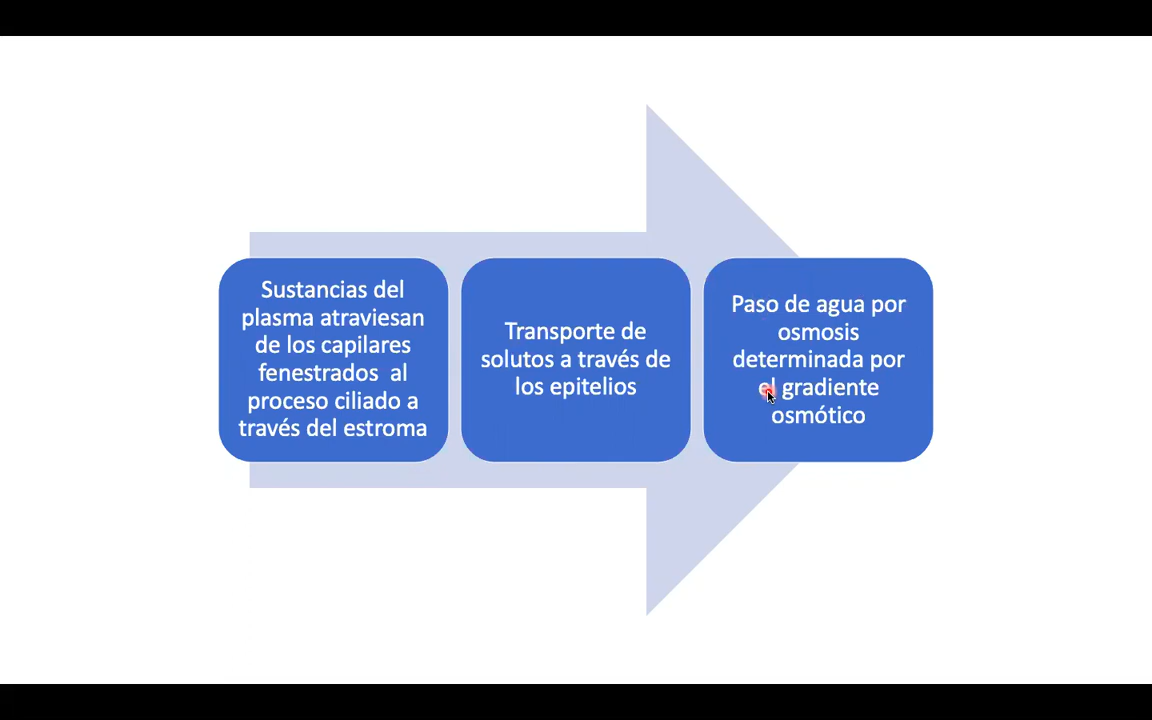 Sustancias del
plasma atraviesan
de los capilares
fenestrados al
proceso ciliado a
través del estroma
Transporte de
solutos a través de
los epitelios
Paso de agua por
osmosis
determinada por
el gradiente
osmótico